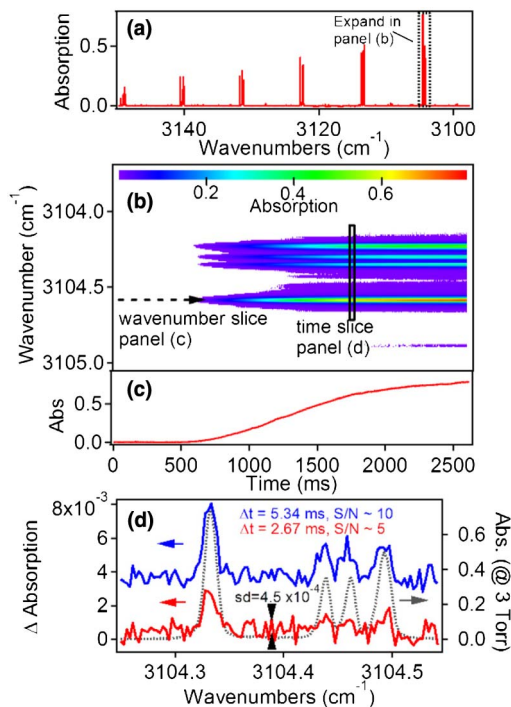 (a)
Expand in
panel (b)
Absorption
0.5
0.0
3140 3120 3100
Wavenumbers (cm⁻¹)
(b)
0.2 0.4 0.6
Absorption
Wavenumber (cm⁻¹)
3104.0
3104.5
3105.0
wavenumber slice
panel (c)
time slice
panel (d)
(c)
Abs
0.5
0.0
0 500 1000 1500 2000 2500
Time (ms)
(d)
Δt = 5.34 ms, S/N ~ 10
Δt = 2.67 ms, S/N ~ 5
sd=4.5 x10⁻⁴
Δ Absorption
8x10⁻³
6
4
2
0
0.6
0.4
0.2
0.0
Abs. (@ 3 Torr)
3104.3 3104.4 3104.5
Wavenumbers (cm⁻¹)